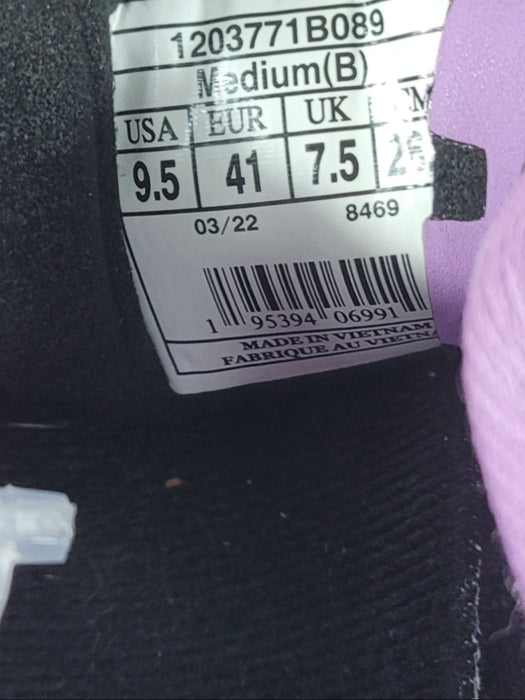 1203771B089
Medium(B)
USA EUR UK
9.5 41 7.5
03/22 8469
1 95394 06991
MADE IN VIETNAM
FABRIQUE AU